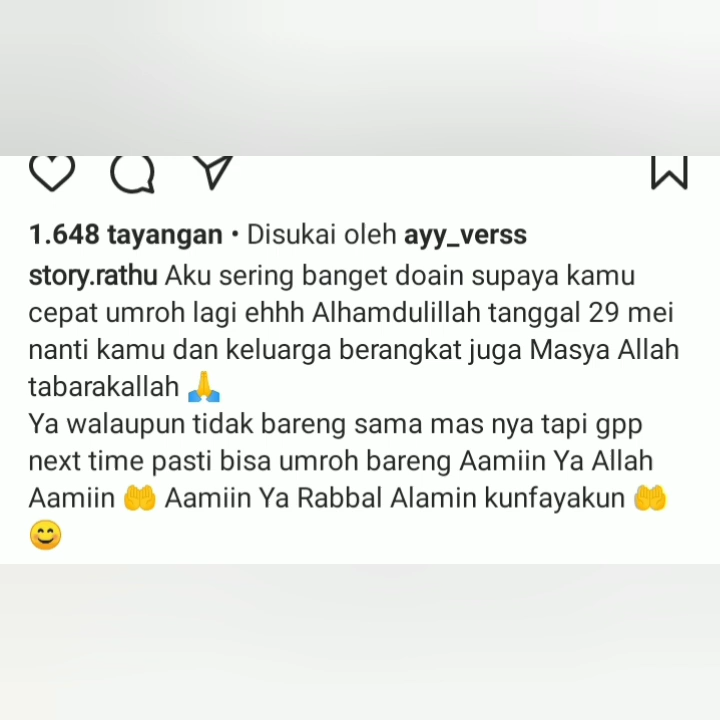 1.648 tayangan • Disukai oleh ayy_verss
story.rathu Aku sering banget doain supaya kamu
cepat umroh lagi ehhh Alhamdulillah tanggal 29 mei
nanti kamu dan keluarga berangkat juga Masya Allah
tabarakallah 🙏
Ya walaupun tidak bareng sama mas nya tapi gpp
next time pasti bisa umroh bareng Aamiin Ya Allah
Aamiin 🤲 Aamiin Ya Rabbal Alamin kunfayakun 🤲
😊